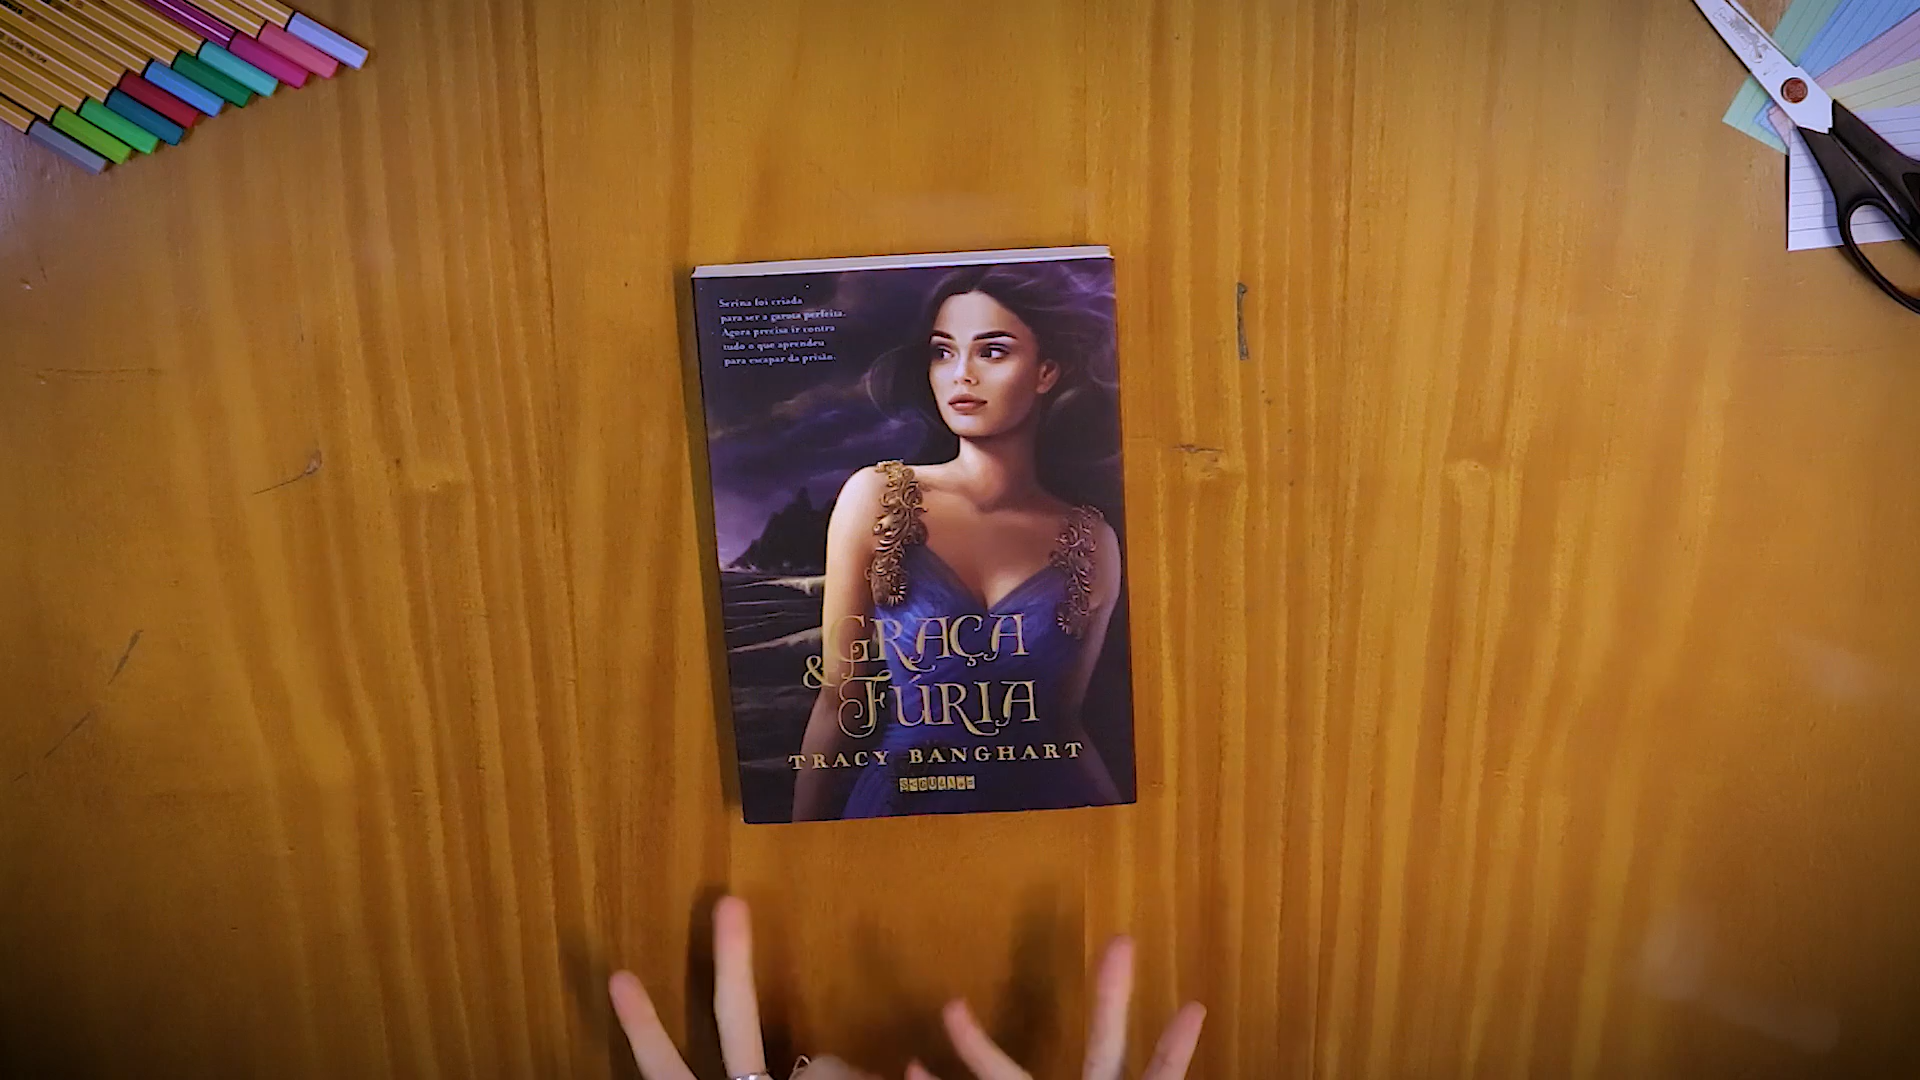 Serina foi criada
para ser a garota perfeita.
Agora precisa ir contra
tudo o que aprendeu
para escapar da prisão.
GRAÇA
& FÚRIA
TRACY BANGHART
SEGUINTE